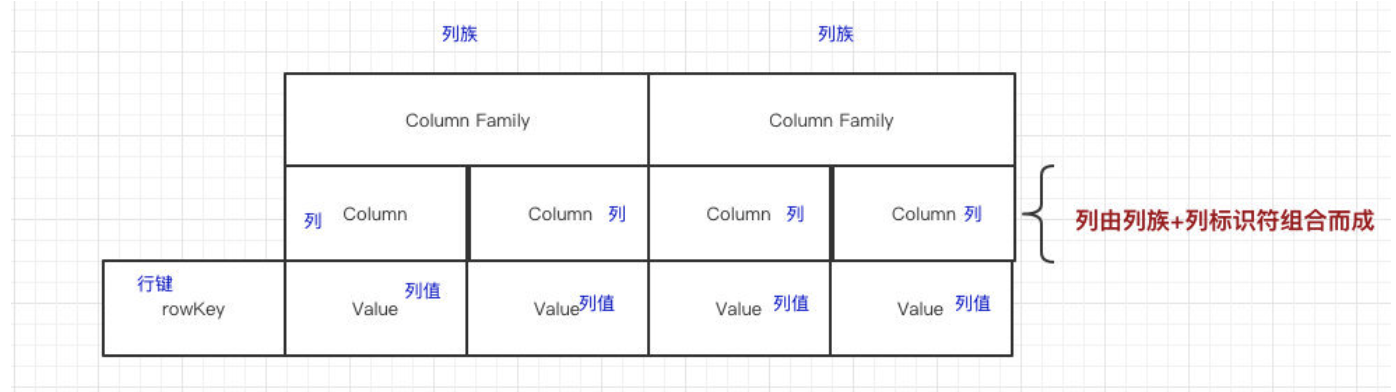 列族 列族
Column Family Column Family
列 Column Column 列 Column 列 Column 列
列由列族+列标识符组合而成
行键
rowKey Value 列值 Value列值 Value 列值 Value 列值